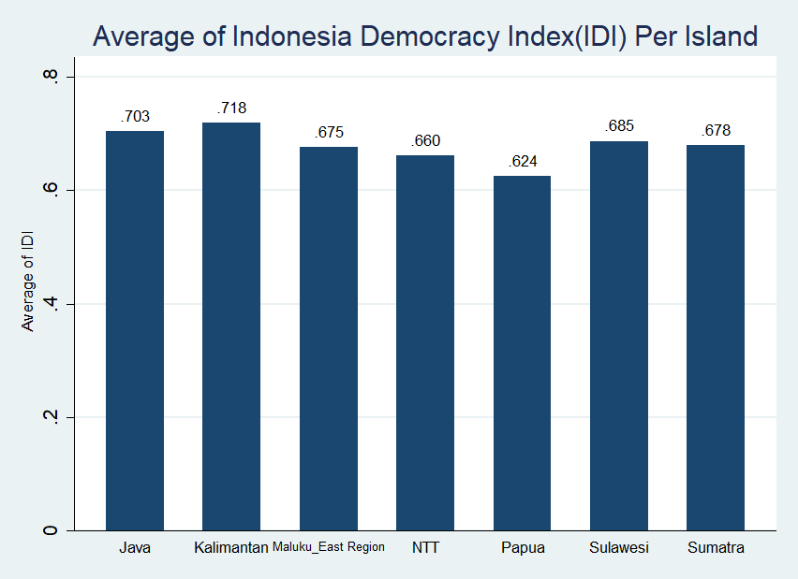 Average of Indonesia Democracy Index(IDI) Per Island
Average of IDI
.8
.6
.4
.2
0
.703
.718
.675
.660
.624
.685
.678
Java
Kalimantan
Maluku_East Region
NTT
Papua
Sulawesi
Sumatra